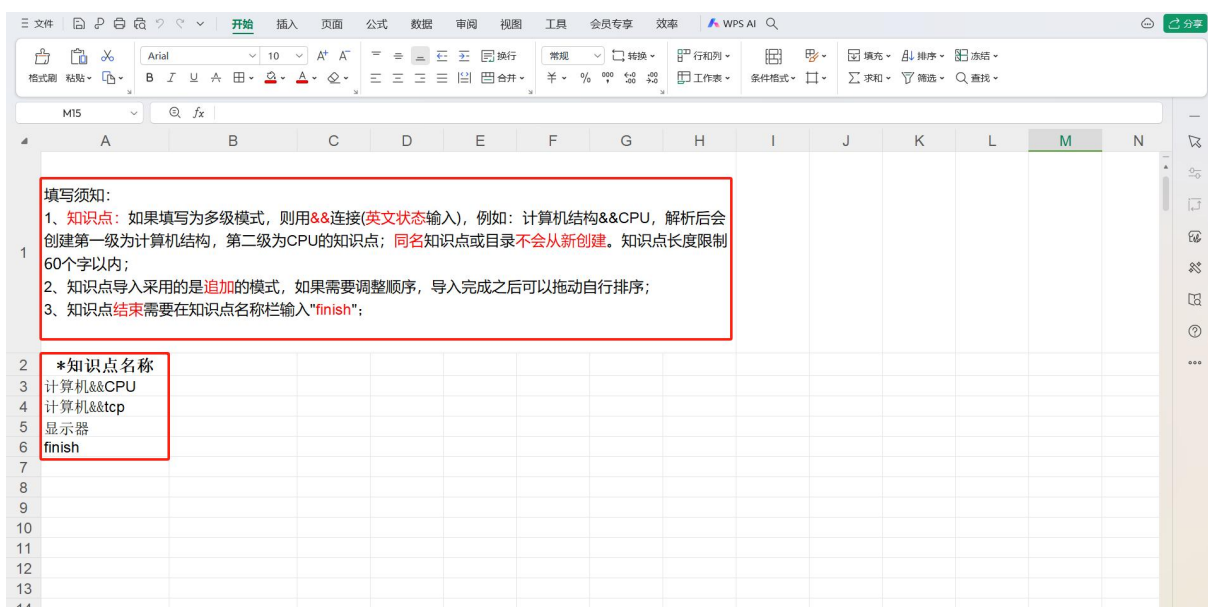 三 文件 开始 插入 页面 公式 数据 审阅 视图 工具 会员专享 效率 WPS AI 分享
Arial 10 A+ A- 换行 常规 转换 行和列 填充 排序 冻结
格式刷 粘贴 B I U A A 合并 ¥ % 工作表 条件格式 求和 筛选 查找
M15 fx
A B C D E F G H I J K L M N
1
填写须知：
1、知识点：如果填写为多级模式，则用&&连接(英文状态输入)，例如：计算机结构&&CPU，解析后会
创建第一级为计算机结构，第二级为CPU的知识点；同名知识点或目录不会从新创建。知识点长度限制
60个字以内；
2、知识点导入采用的是追加的模式，如果需要调整顺序，导入完成之后可以拖动自行排序；
3、知识点结束需要在知识点名称栏输入"finish"；
2 *知识点名称
3 计算机&&CPU
4 计算机&&tcp
5 显示器
6 finish
7
8
9
10
11
12
13